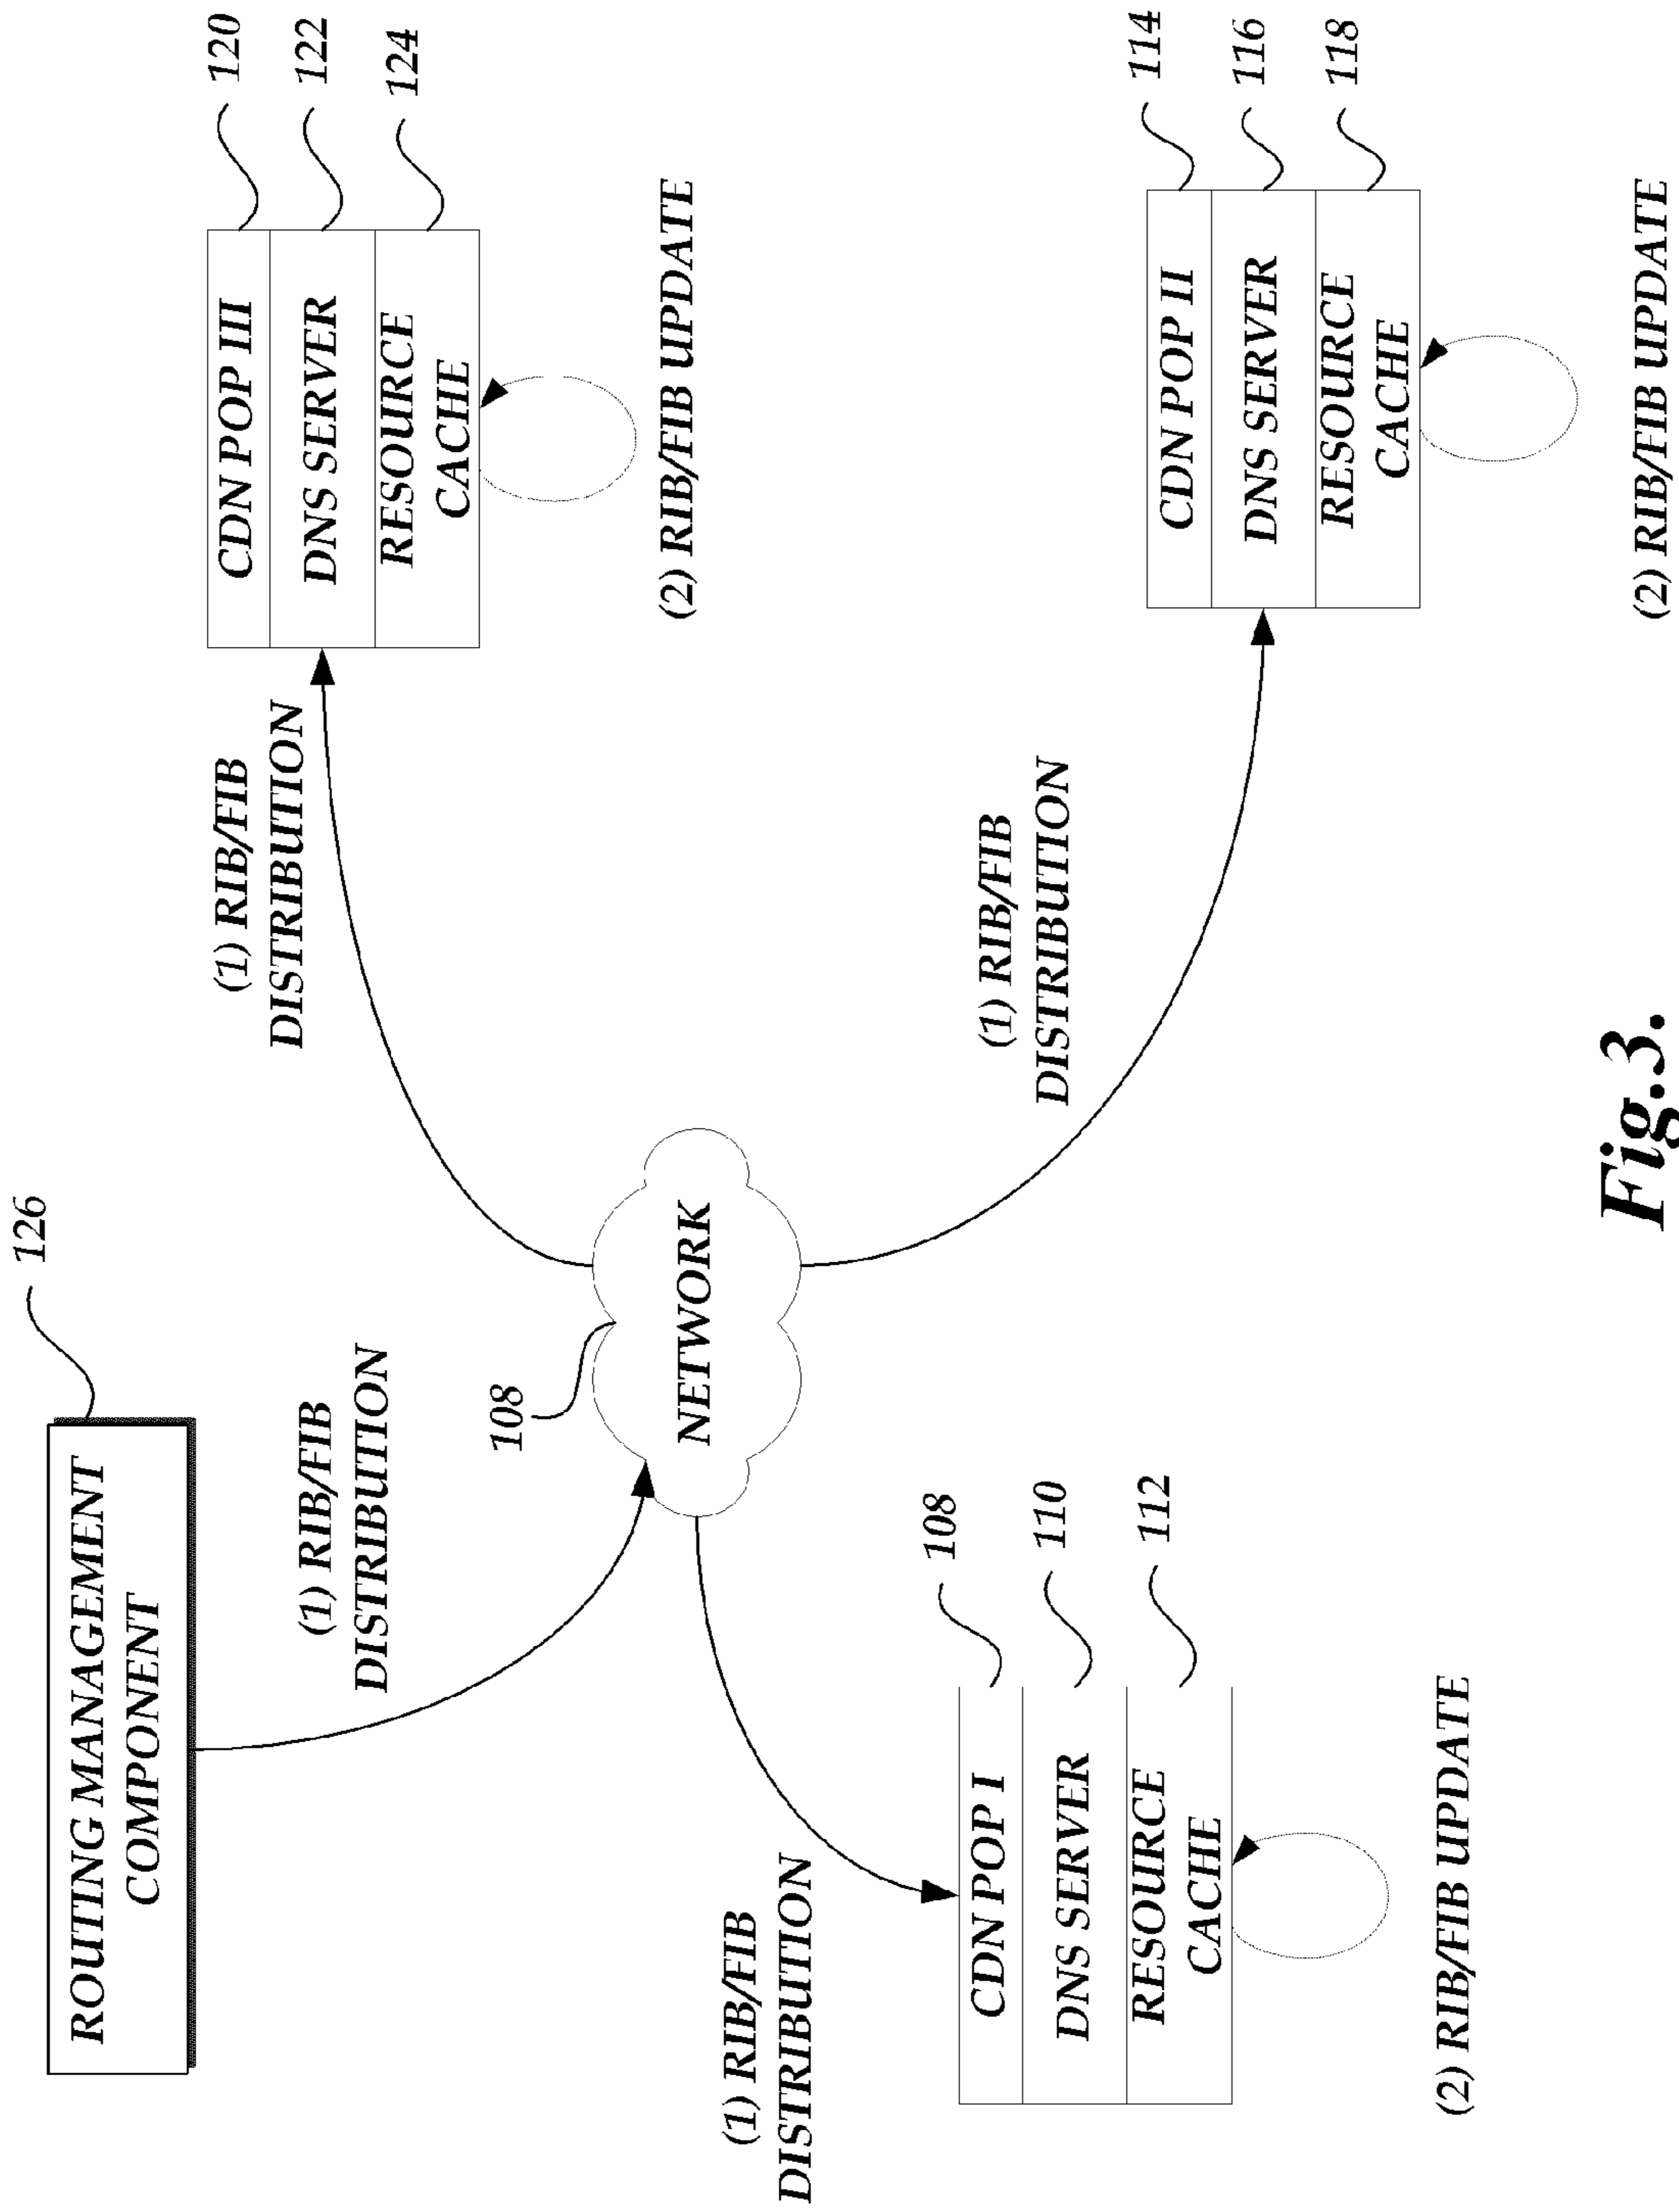 126
ROUTING MANAGEMENT
COMPONENT
(1) RIB/FIB
DISTRIBUTION
(1) RIB/FIB
DISTRIBUTION
CDN POP III
120
DNS SERVER
122
RESOURCE
CACHE
124
(2) RIB/FIB UPDATE
108
NETWORK
(1) RIB/FIB
DISTRIBUTION
CDN POP I
108
DNS SERVER
110
RESOURCE
CACHE
112
(2) RIB/FIB UPDATE
(1) RIB/FIB
DISTRIBUTION
CDN POP II
114
DNS SERVER
116
RESOURCE
CACHE
118
(2) RIB/FIB UPDATE
Fig.3.